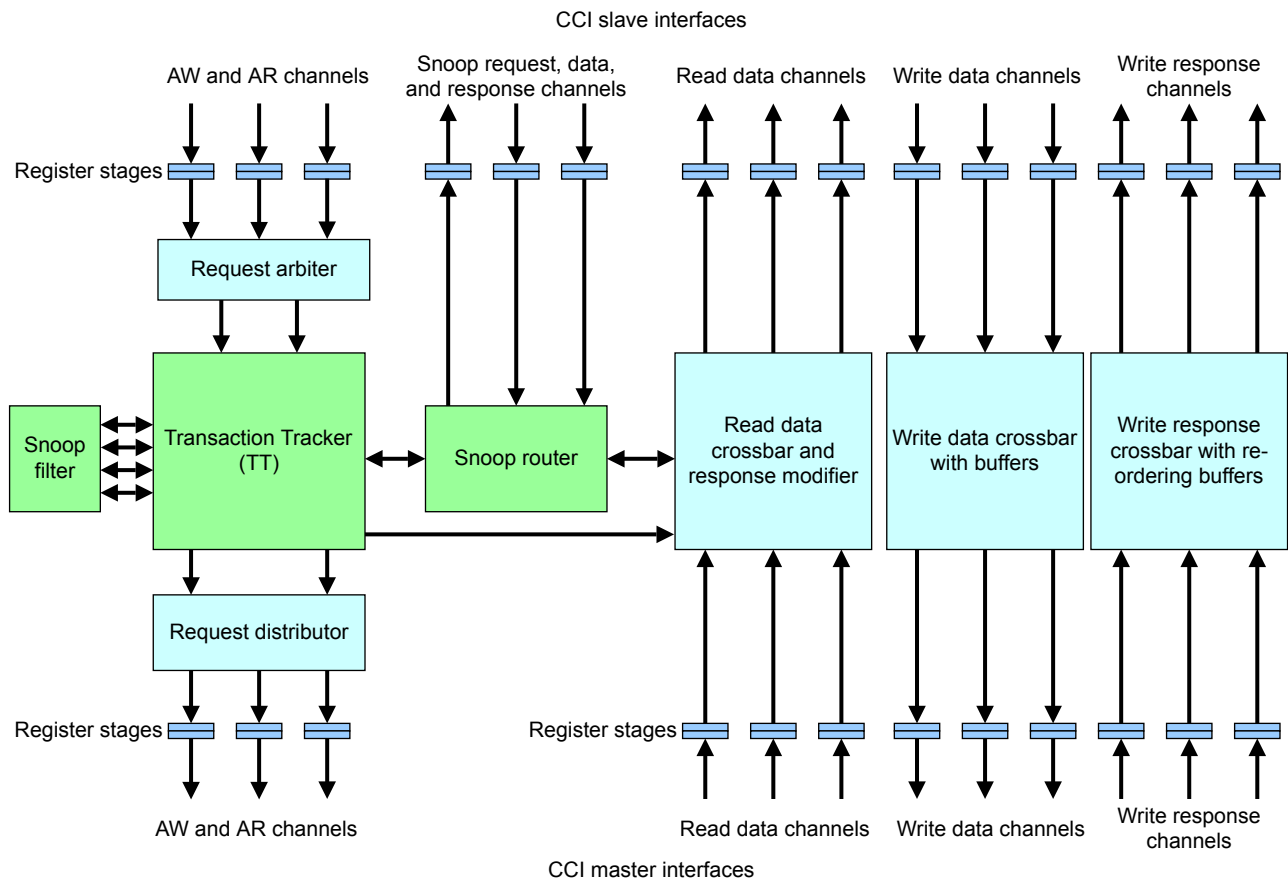 CCI slave interfaces
AW and AR channels
Snoop request, data,
and response channels
Read data channels
Write data channels
Write response
channels
Register stages
Request arbiter
Snoop
filter
Transaction Tracker
(TT)
Snoop router
Read data
crossbar and
response modifier
Write data crossbar
with buffers
Write response
crossbar with re-
ordering buffers
Request distributor
Register stages
Register stages
AW and AR channels
Read data channels
Write data channels
Write response
channels
CCI master interfaces